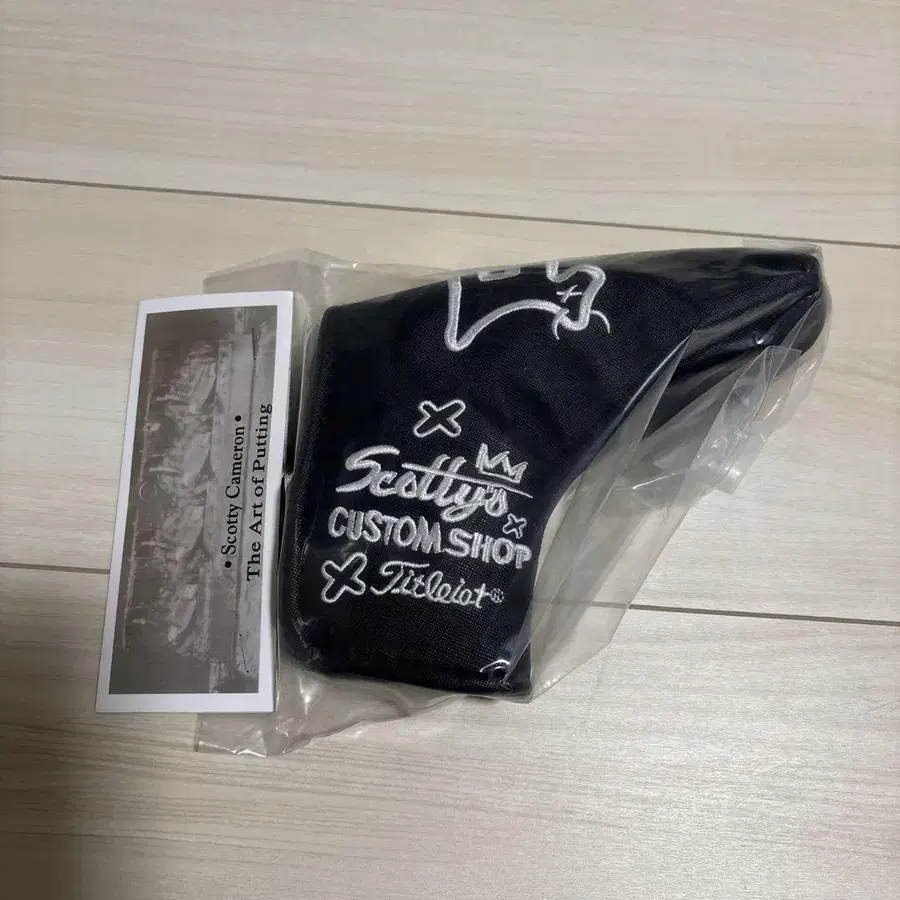 • Scotty Cameron •
The Art of Putting
Scotty's
CUSTOM SHOP
Titleist®